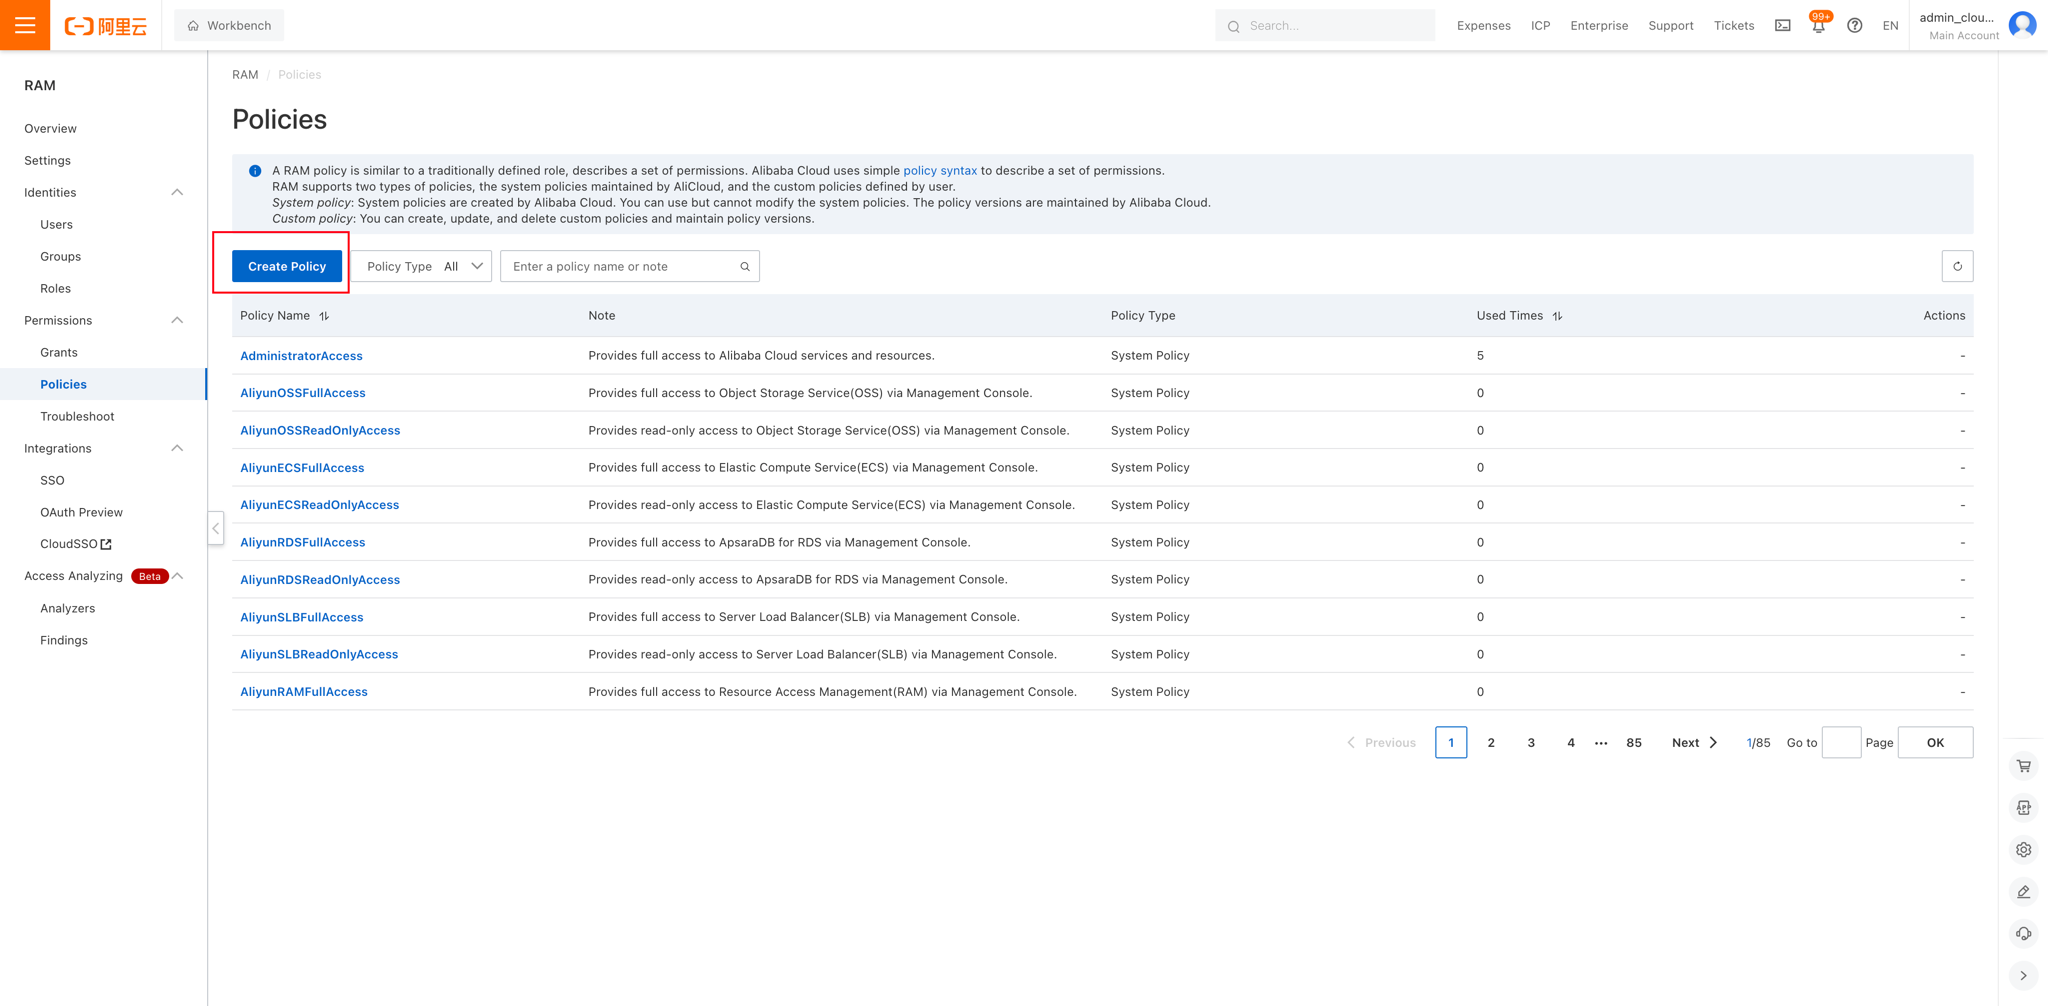 阿里云
Workbench
Search...
Expenses
ICP
Enterprise
Support
Tickets
99+
EN
admin_clou...
Main Account
RAM
Overview
Settings
Identities
Users
Groups
Roles
Permissions
Grants
Policies
Troubleshoot
Integrations
SSO
OAuth Preview
CloudSSO
Access Analyzing Beta
Analyzers
Findings
RAM / Policies
Policies
A RAM policy is similar to a traditionally defined role, describes a set of permissions. Alibaba Cloud uses simple policy syntax to describe a set of permissions.
RAM supports two types of policies, the system policies maintained by AliCloud, and the custom policies defined by user.
System policy: System policies are created by Alibaba Cloud. You can use but cannot modify the system policies. The policy versions are maintained by Alibaba Cloud.
Custom policy: You can create, update, and delete custom policies and maintain policy versions.
Create Policy
Policy Type All
Enter a policy name or note
Policy Name Note Policy Type Used Times Actions
AdministratorAccess Provides full access to Alibaba Cloud services and resources. System Policy 5 -
AliyunOSSFullAccess Provides full access to Object Storage Service(OSS) via Management Console. System Policy 0 -
AliyunOSSReadOnlyAccess Provides read-only access to Object Storage Service(OSS) via Management Console. System Policy 0 -
AliyunECSFullAccess Provides full access to Elastic Compute Service(ECS) via Management Console. System Policy 0 -
AliyunECSReadOnlyAccess Provides read-only access to Elastic Compute Service(ECS) via Management Console. System Policy 0 -
AliyunRDSFullAccess Provides full access to ApsaraDB for RDS via Management Console. System Policy 0 -
AliyunRDSReadOnlyAccess Provides read-only access to ApsaraDB for RDS via Management Console. System Policy 0 -
AliyunSLBFullAccess Provides full access to Server Load Balancer(SLB) via Management Console. System Policy 0 -
AliyunSLBReadOnlyAccess Provides read-only access to Server Load Balancer(SLB) via Management Console. System Policy 0 -
AliyunRAMFullAccess Provides full access to Resource Access Management(RAM) via Management Console. System Policy 0 -
Previous 1 2 3 4 ••• 85 Next 1/85 Go to Page OK
APP